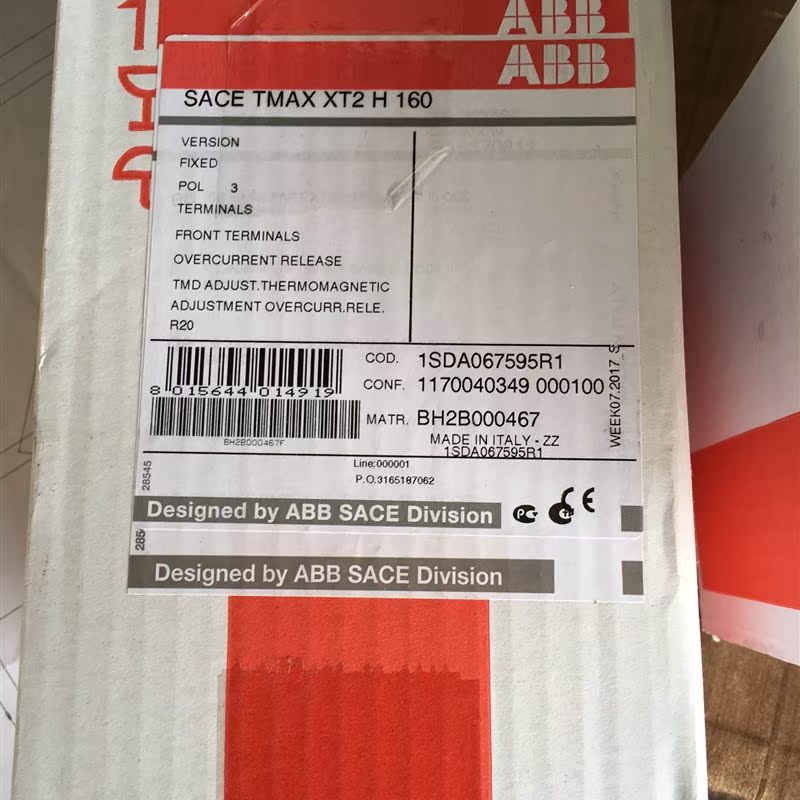 ABB
ABB
SACE TMAX XT2 H 160
VERSION
FIXED
POL 3
TERMINALS
FRONT TERMINALS
OVERCURRENT RELEASE
TMD ADJUST.THERMOMAGNETIC
ADJUSTMENT OVERCURR.RELE.
R20
8 015644 014919
BH2B000467F
COD. 1SDA067595R1
CONF. 1170040349 000100
MATR. BH2B000467
MADE IN ITALY - ZZ
1SDA067595R1
WEEK07.2017_S
Line:000001
P.O.3165187062
28545
Designed by ABB SACE Division
CE
285
Designed by ABB SACE Division